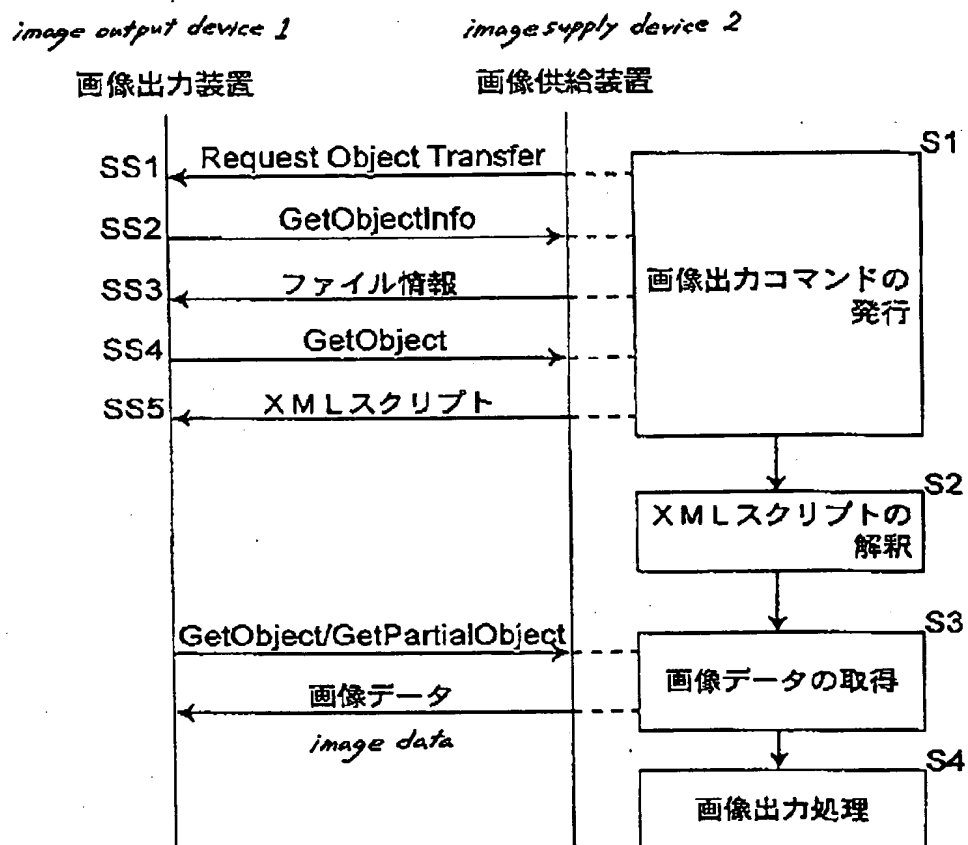 image output device 1
image supply device 2
画像出力装置
画像供給装置
S1
SS1
Request Object Transfer
SS2
GetObjectInfo
SS3
ファイル情報
画像出力コマンドの
発行
SS4
GetObject
SS5
XMLスクリプト
S2
XMLスクリプトの
解釈
S3
GetObject/GetPartialObject
画像データの取得
画像データ
image data
S4
画像出力処理